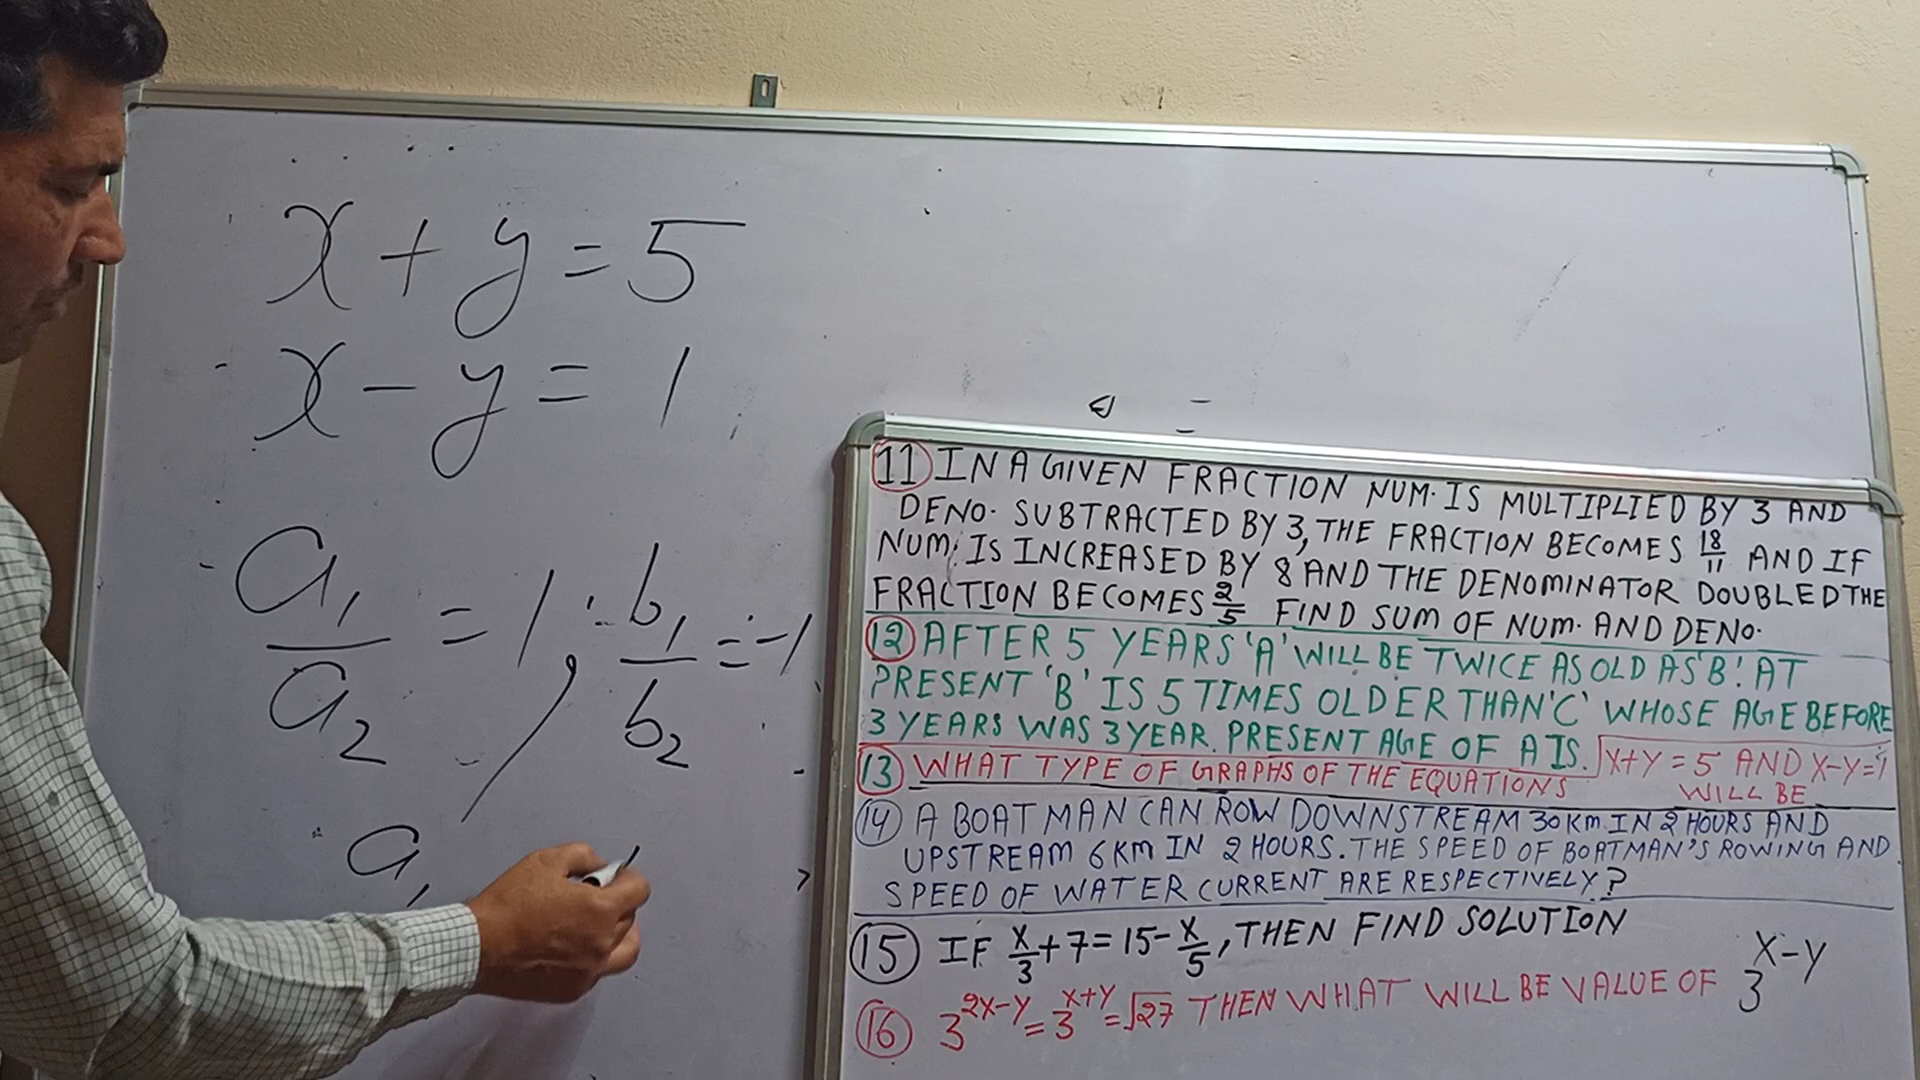 x + y = 5
x - y = 1
a₁/a₂ = 1 ; b₁/b₂ = -1
a₁
(11) IN A GIVEN FRACTION NUM. IS MULTIPLIED BY 3 AND
DENO. SUBTRACTED BY 3, THE FRACTION BECOMES 18/11 AND IF
NUM. IS INCREASED BY 8 AND THE DENOMINATOR DOUBLED THE
FRACTION BECOMES 2/5 FIND SUM OF NUM. AND DENO.
(12) AFTER 5 YEARS 'A' WILL BE TWICE AS OLD AS 'B'. AT
PRESENT 'B' IS 5 TIMES OLDER THAN 'C' WHOSE AGE BEFORE
3 YEARS WAS 3 YEAR. PRESENT AGE OF A IS.
(13) WHAT TYPE OF GRAPHS OF THE EQUATIONS x+y=5 AND x-y=1
WILL BE
(14) A BOAT MAN CAN ROW DOWNSTREAM 30 KM IN 2 HOURS AND
UPSTREAM 6 KM IN 2 HOURS. THE SPEED OF BOATMAN'S ROWING AND
SPEED OF WATER CURRENT ARE RESPECTIVELY?
(15) IF x/3 + 7 = 15 - x/5, THEN FIND SOLUTION
(16) 3^(2x-y) = 3^(x+y) = √27 THEN WHAT WILL BE VALUE OF 3^(x-y)